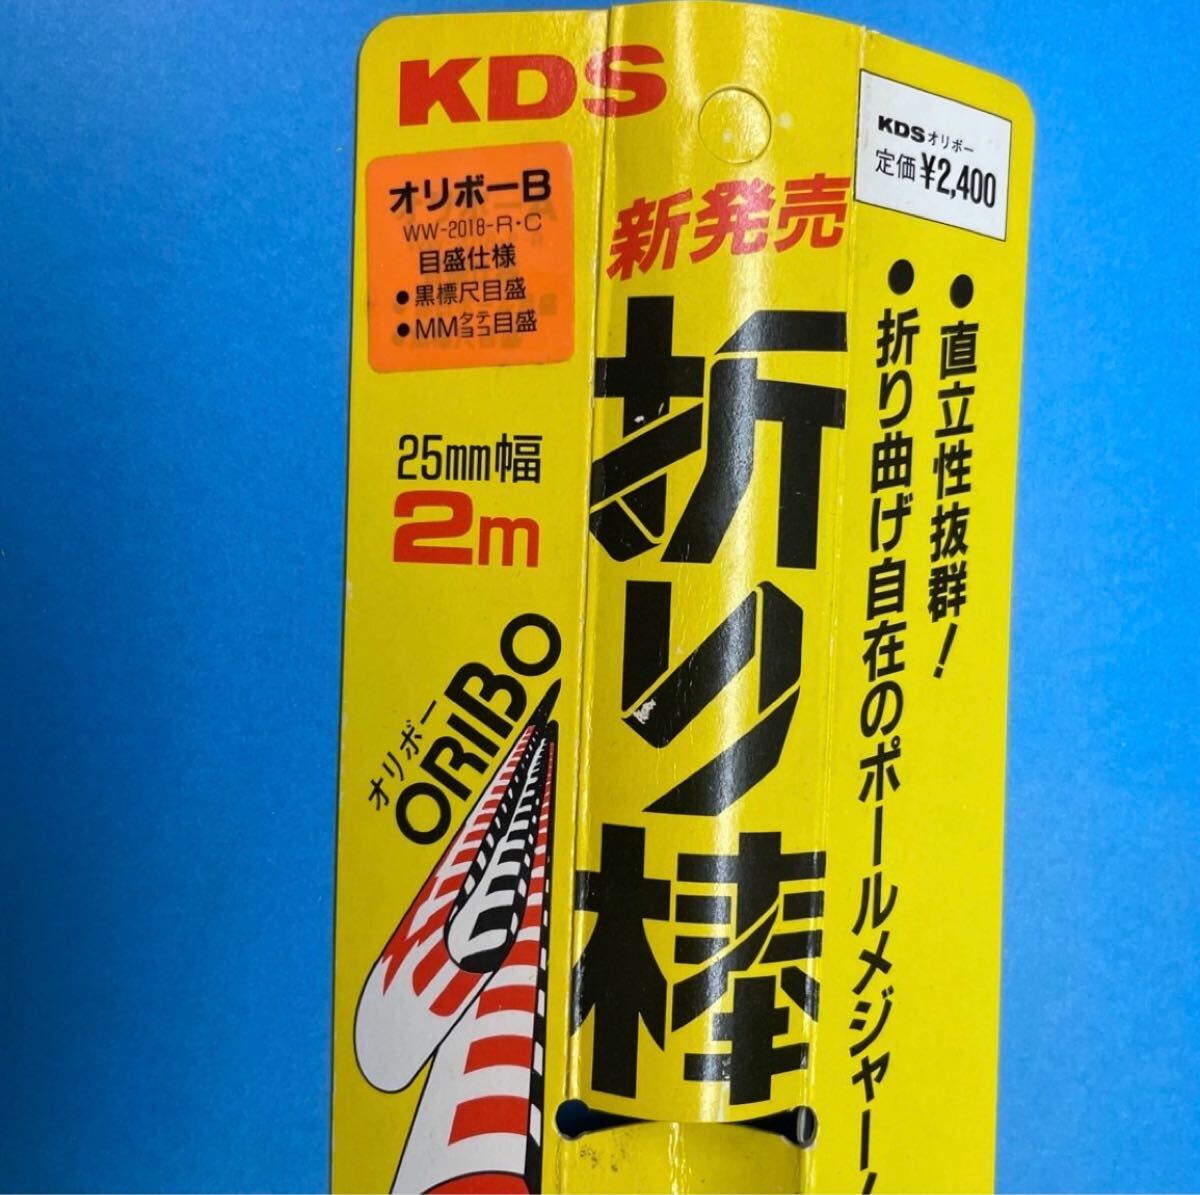 KDS
オリボーB
WW-2018-R・C
目盛仕様
●黒標尺目盛
●MMタテヨコ目盛
25mm幅
2m
オリボー
ORIBO
新発売
折り棒
KDSオリボー
定価¥2,400
●直立性抜群!
●折り曲げ自在のポールメジャー!